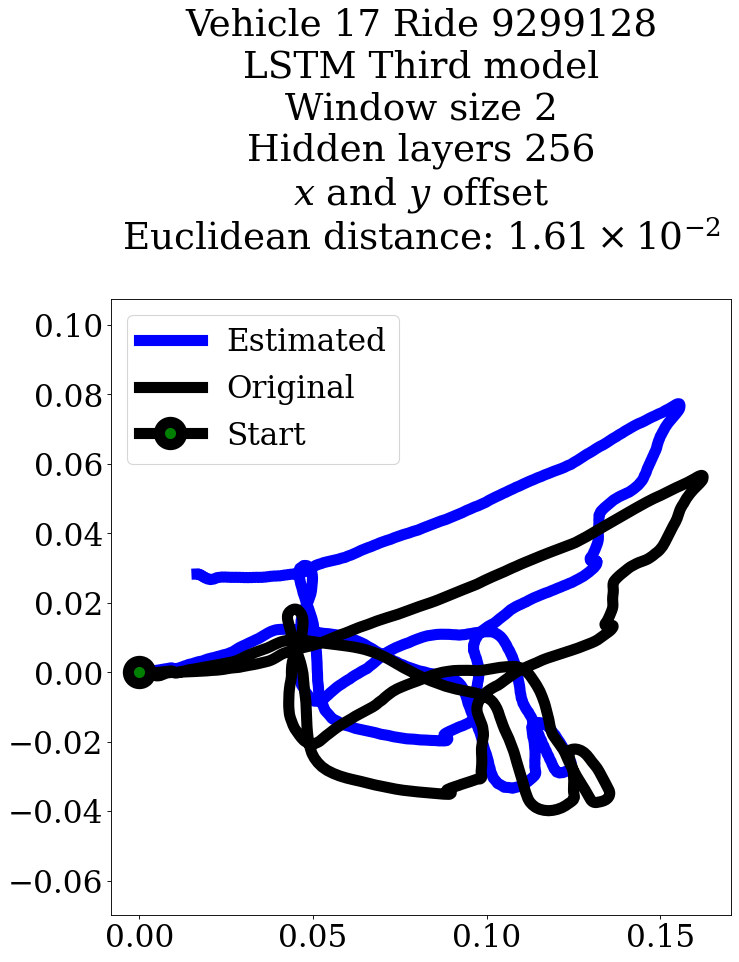 Vehicle 17 Ride 9299128
LSTM Third model
Window size 2
Hidden layers 256
x and y offset
Euclidean distance: 1.61 × 10⁻²
Estimated
Original
Start
0.10
0.08
0.06
0.04
0.02
0.00
−0.02
−0.04
−0.06
0.00 0.05 0.10 0.15